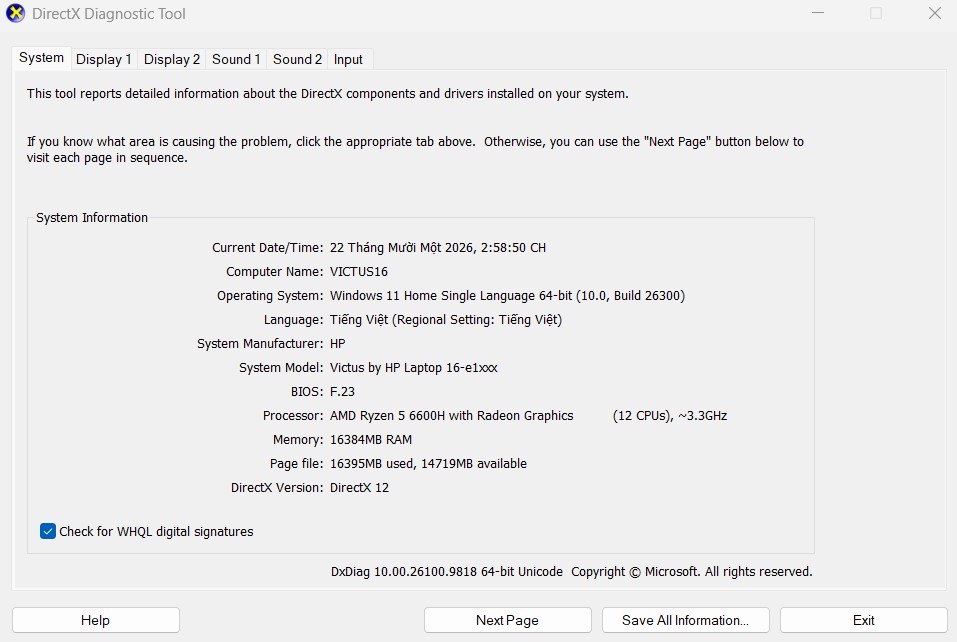 DirectX Diagnostic Tool
System Display 1 Display 2 Sound 1 Sound 2 Input
This tool reports detailed information about the DirectX components and drivers installed on your system.
If you know what area is causing the problem, click the appropriate tab above.  Otherwise, you can use the "Next Page" button below to
visit each page in sequence.
System Information
Current Date/Time: 22 Tháng Mười Một 2026, 2:58:50 CH
Computer Name: VICTUS16
Operating System: Windows 11 Home Single Language 64-bit (10.0, Build 26300)
Language: Tiếng Việt (Regional Setting: Tiếng Việt)
System Manufacturer: HP
System Model: Victus by HP Laptop 16-e1xxx
BIOS: F.23
Processor: AMD Ryzen 5 6600H with Radeon Graphics (12 CPUs), ~3.3GHz
Memory: 16384MB RAM
Page file: 16395MB used, 14719MB available
DirectX Version: DirectX 12
Check for WHQL digital signatures
DxDiag 10.00.26100.9818 64-bit Unicode  Copyright © Microsoft. All rights reserved.
Help Next Page Save All Information... Exit